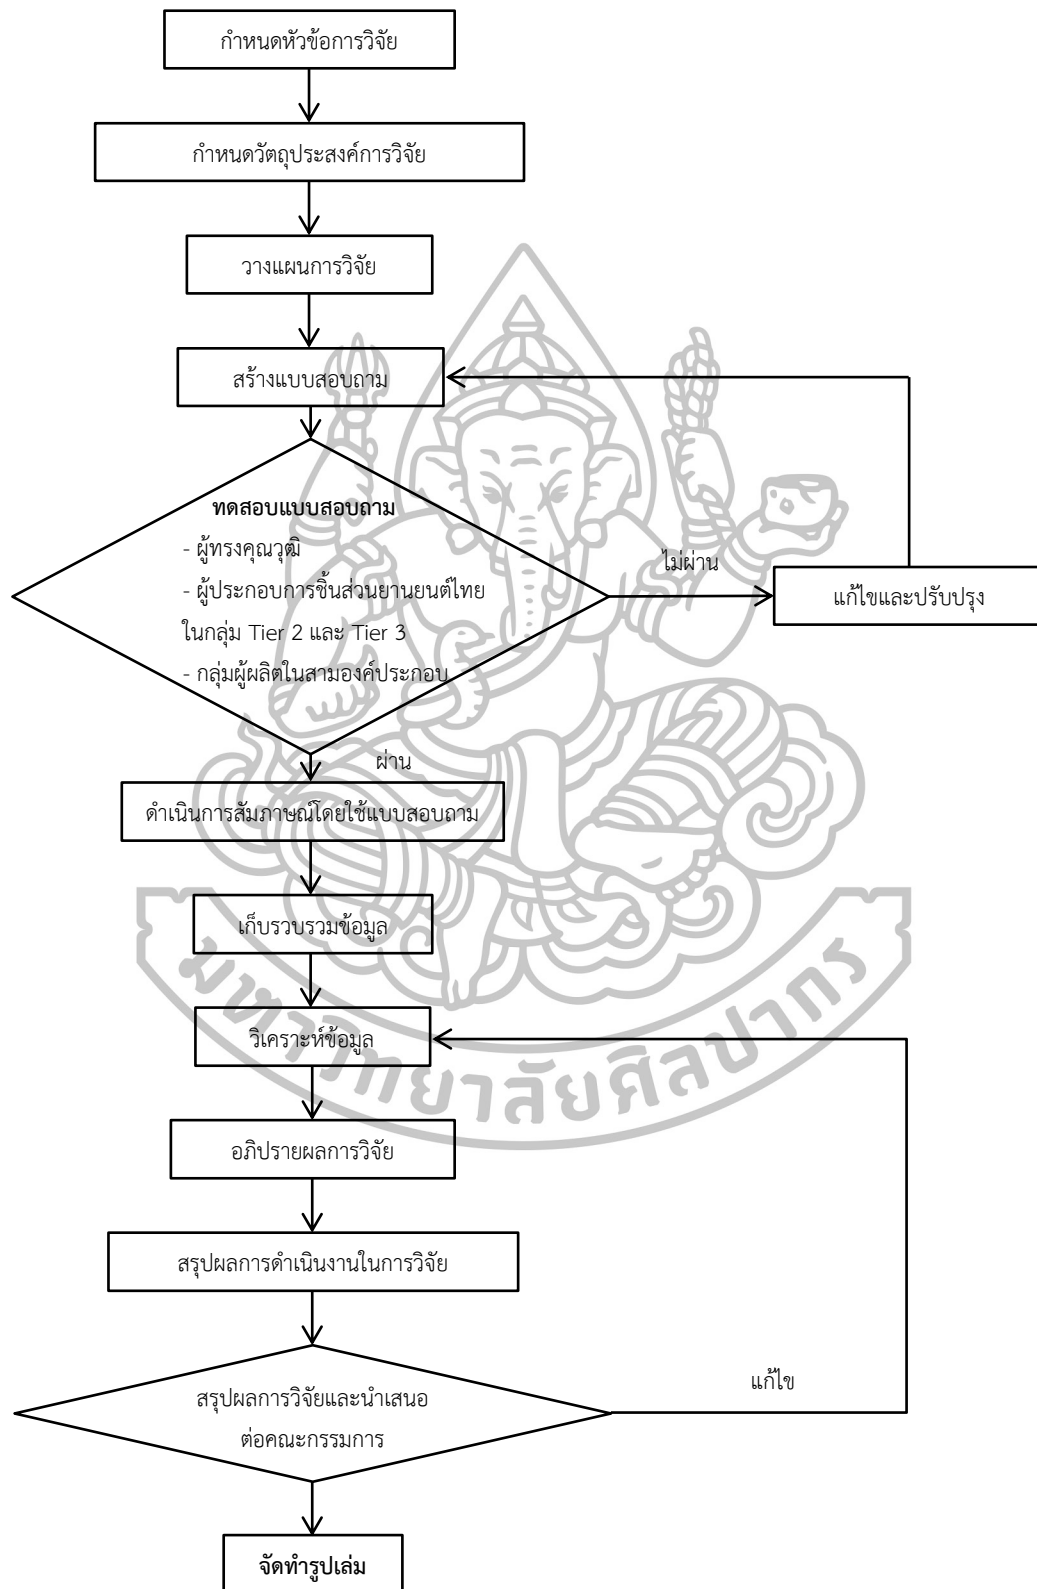 กำหนดหัวข้อการวิจัย
กำหนดวัตถุประสงค์การวิจัย
วางแผนการวิจัย
สร้างแบบสอบถาม
ทดสอบแบบสอบถาม
- ผู้ทรงคุณวุฒิ
- ผู้ประกอบการชิ้นส่วนยานยนต์ไทย
ในกลุ่ม Tier 2 และ Tier 3
- กลุ่มผู้ผลิตในสามองค์ประกอบ
ไม่ผ่าน
แก้ไขและปรับปรุง
ผ่าน
ดำเนินการสัมภาษณ์โดยใช้แบบสอบถาม
เก็บรวบรวมข้อมูล
วิเคราะห์ข้อมูล
มหาวิทยาลัยศิลปากร
อภิปรายผลการวิจัย
สรุปผลการดำเนินงานในการวิจัย
สรุปผลการวิจัยและนำเสนอ
ต่อคณะกรรมการ
แก้ไข
จัดทำรูปเล่ม